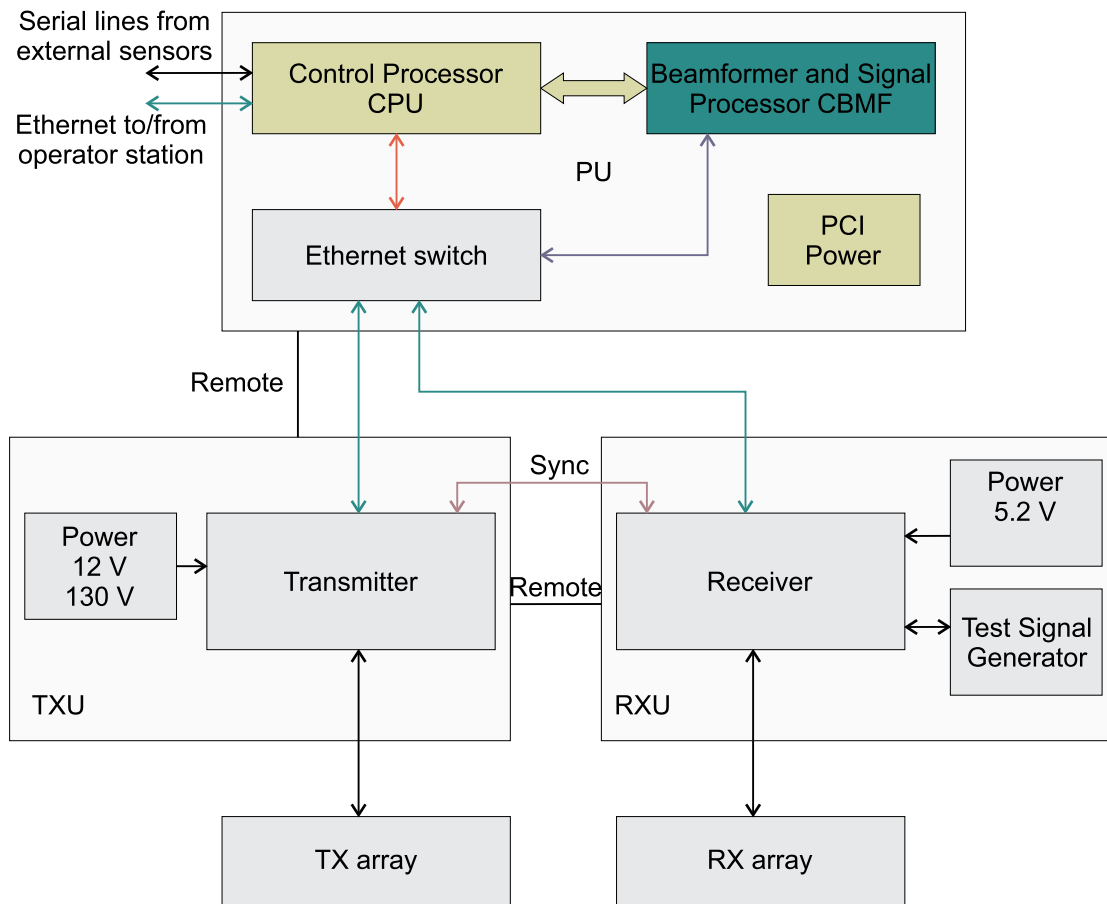 Serial lines from
external sensors
Ethernet to/from
operator station
Control Processor
CPU
Beamformer and Signal
Processor CBMF
PU
Ethernet switch
PCI
Power
Remote
Sync
Power
12 V
130 V
Transmitter
TXU
Remote
Receiver
Power
5.2 V
Test Signal
Generator
RXU
TX array
RX array